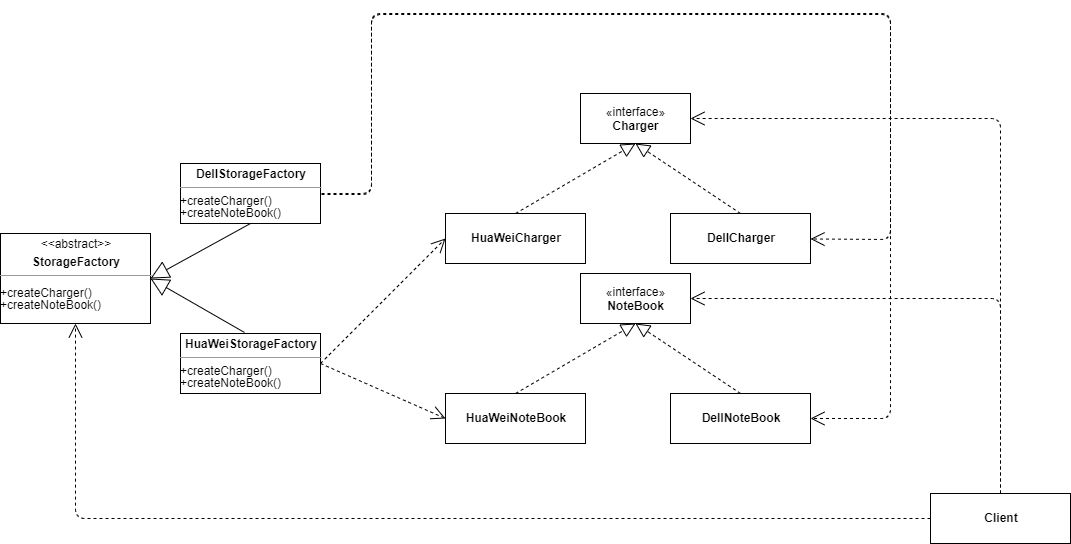 «interface»
Charger
DellStorageFactory
+createCharger()
+createNoteBook()
HuaWeiCharger
DellCharger
<<abstract>>
StorageFactory
+createCharger()
+createNoteBook()
«interface»
NoteBook
HuaWeiStorageFactory
+createCharger()
+createNoteBook()
HuaWeiNoteBook
DellNoteBook
Client